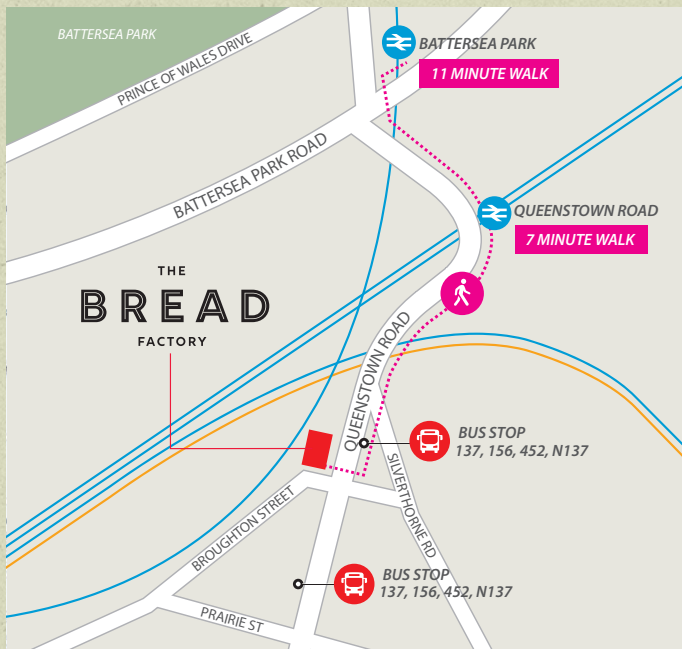 BATTERSEA PARK
PRINCE OF WALES DRIVE
BATTERSEA PARK
11 MINUTE WALK
BATTERSEA PARK ROAD
QUEENSTOWN ROAD
7 MINUTE WALK
THE
BREAD
FACTORY
QUEENSTOWN ROAD
BUS STOP
137, 156, 452, N137
SILVERTHORNE RD
BROUGHTON STREET
BUS STOP
137, 156, 452, N137
PRAIRIE ST